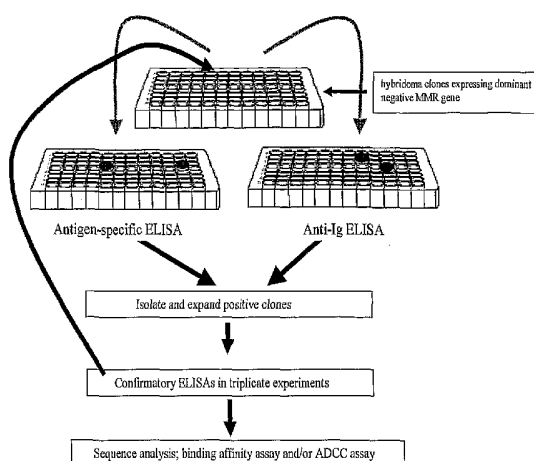 hybridoma clones expressing dominant
negative MMR gene
Antigen-specific ELISA
Anti-Ig ELISA
Isolate and expand positive clones
Confirmatory ELISAs in triplicate experiments
Sequence analysis; binding affinity assay and/or ADCC assay